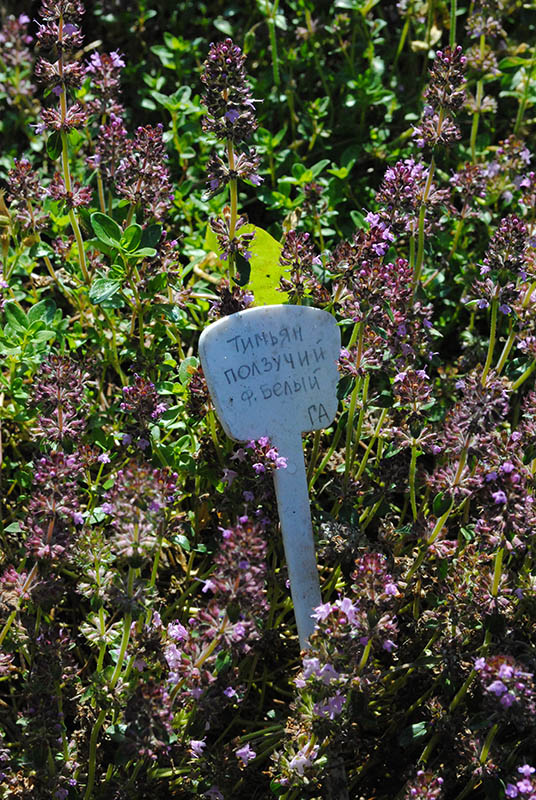 Тимьян
ползучий
ф. белый
ГА